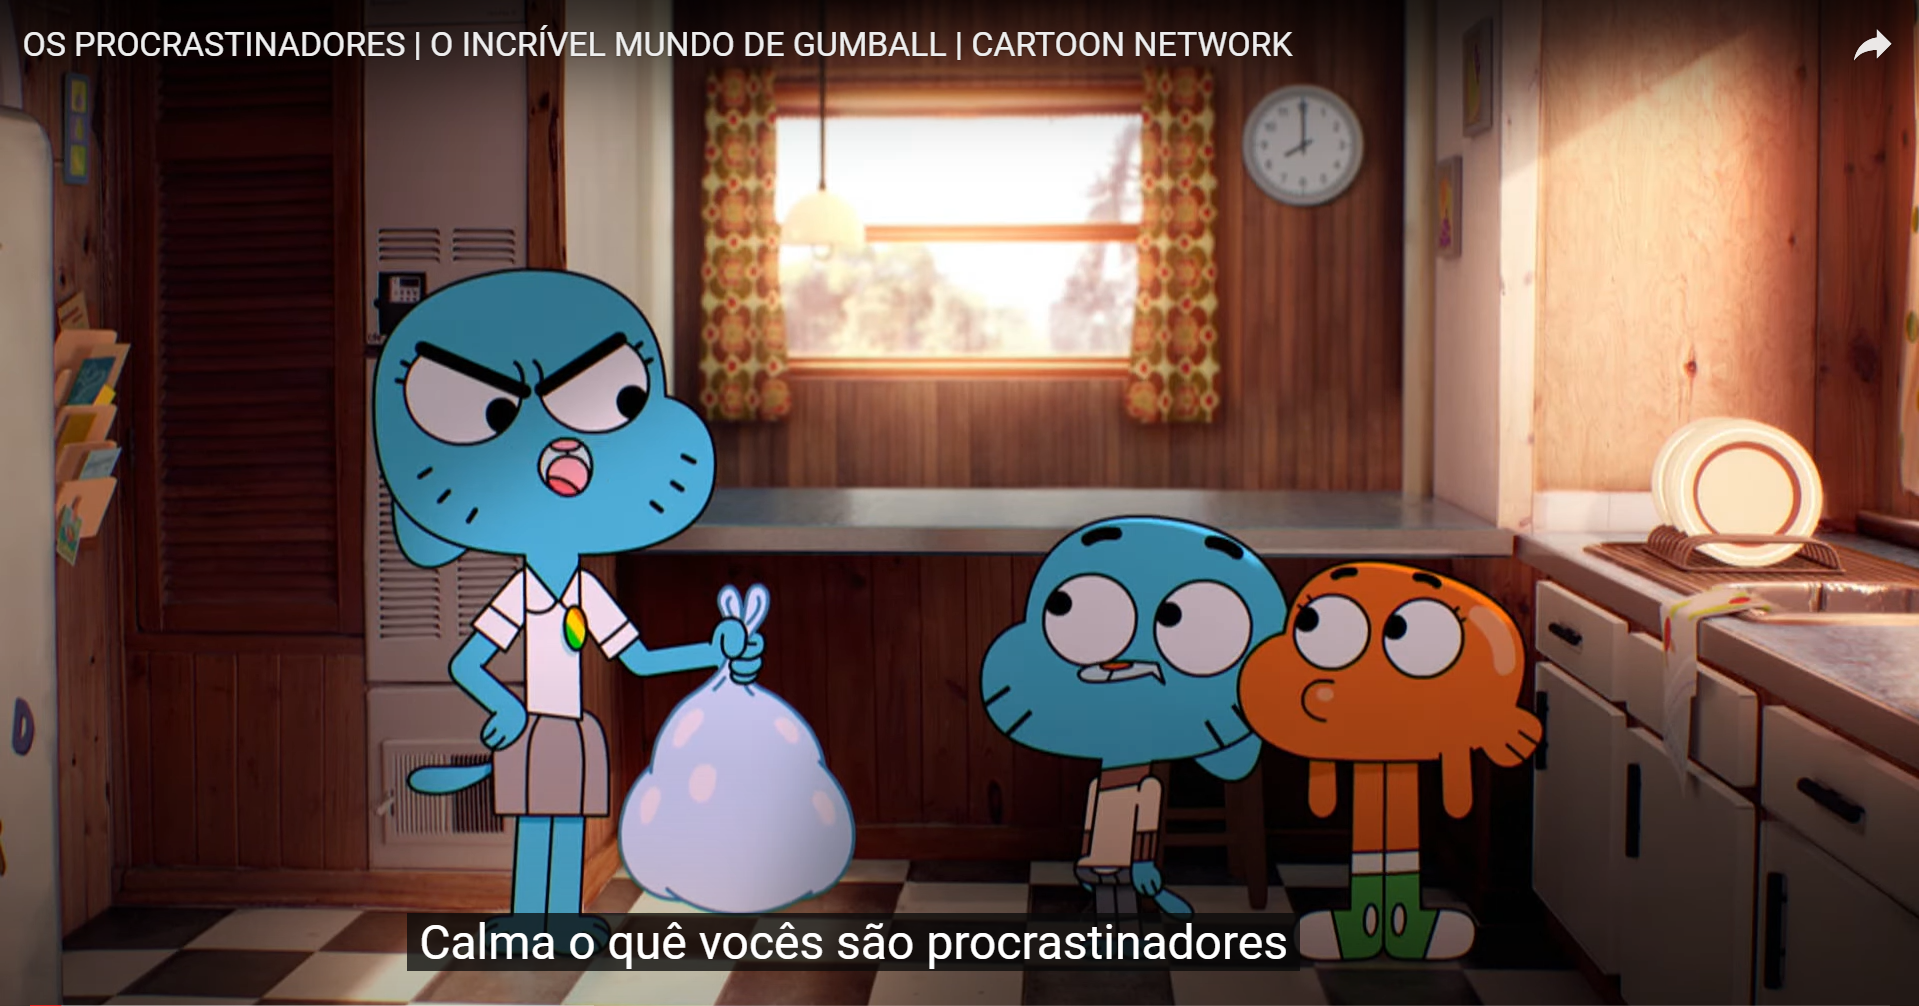 OS PROCRASTINADORES | O INCRÍVEL MUNDO DE GUMBALL | CARTOON NETWORK
D
Calma o quê vocês são procrastinadores